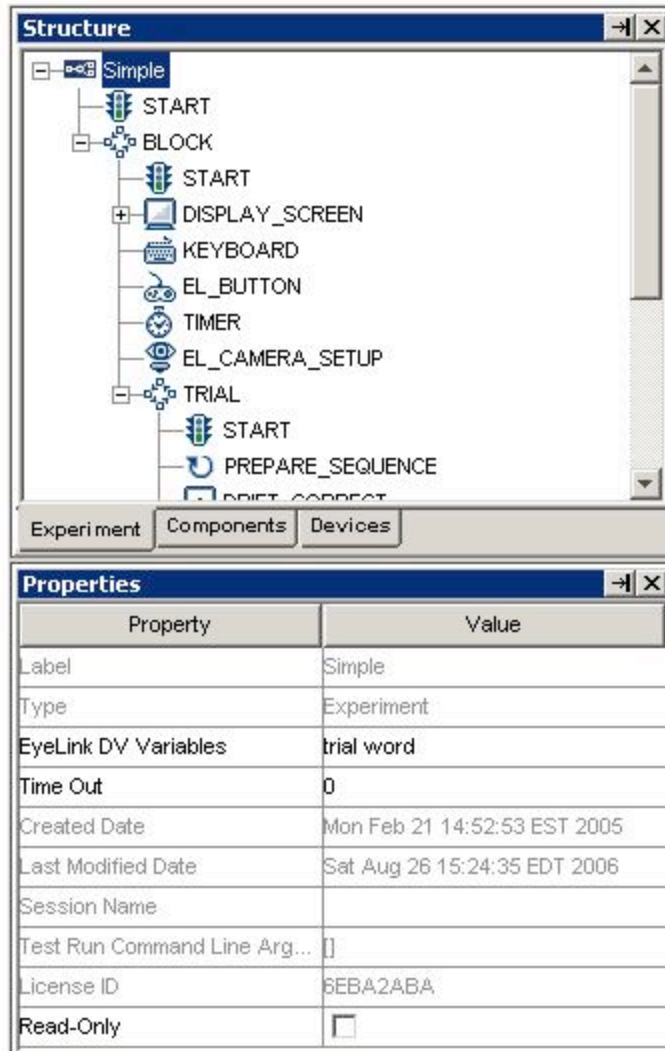 Structure
Simple
START
BLOCK
START
DISPLAY_SCREEN
KEYBOARD
EL_BUTTON
TIMER
EL_CAMERA_SETUP
TRIAL
START
PREPARE_SEQUENCE
DRIFT_CORRECT
Experiment Components Devices
Properties
Property Value
Label Simple
Type Experiment
EyeLink DV Variables trial word
Time Out 0
Created Date Mon Feb 21 14:52:53 EST 2005
Last Modified Date Sat Aug 26 15:24:35 EDT 2006
Session Name
Test Run Command Line Arg... []
License ID 6EBA2ABA
Read-Only